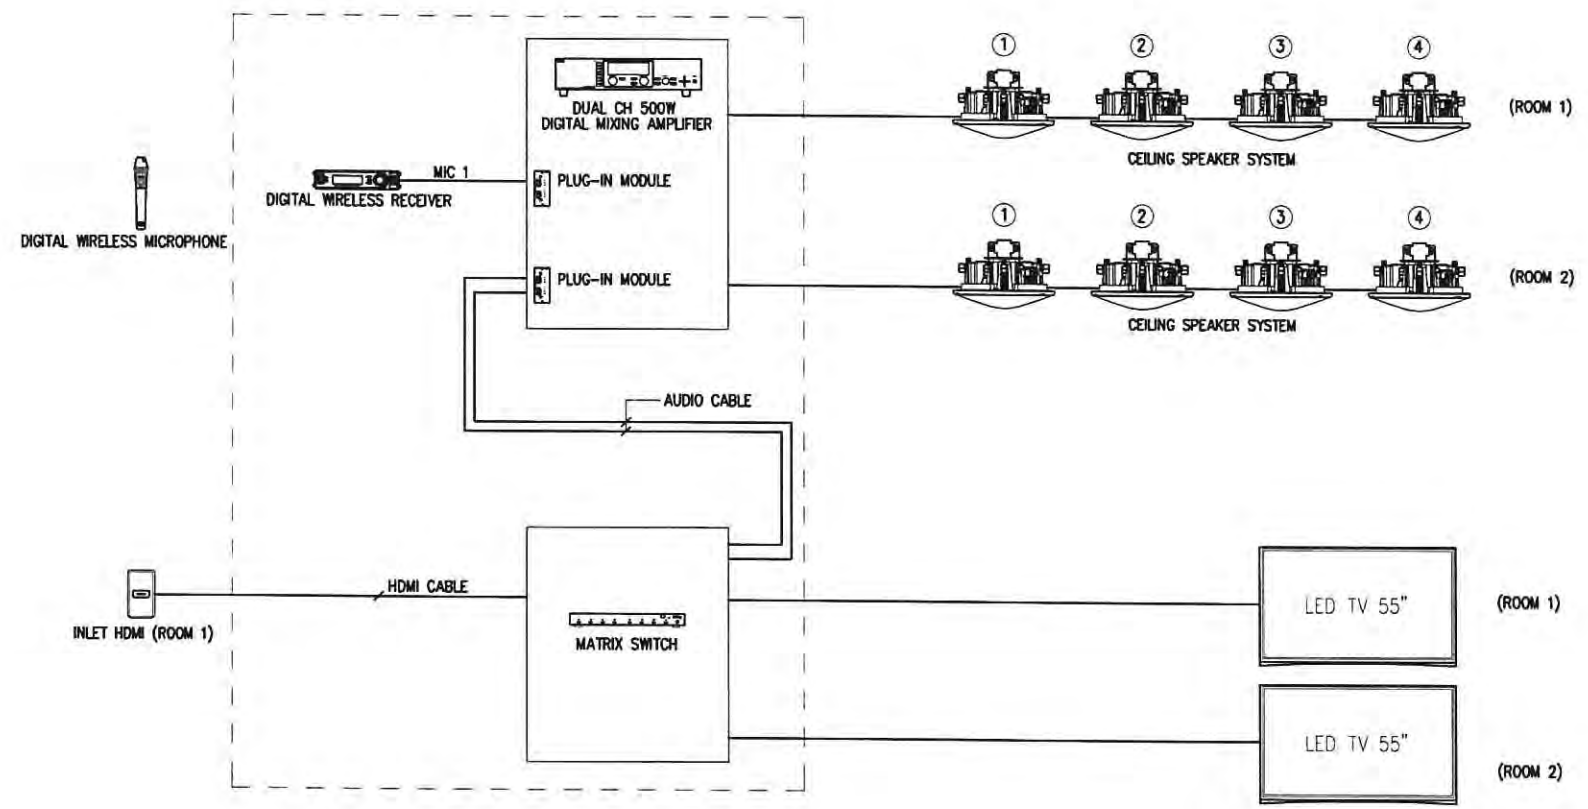 ① ② ③ ④
DUAL CH 500W
DIGITAL MIXING AMPLIFIER
(ROOM 1)
CEILING SPEAKER SYSTEM
MIC 1
PLUG-IN MODULE
DIGITAL WIRELESS RECEIVER
DIGITAL WIRELESS MICROPHONE
① ② ③ ④
PLUG-IN MODULE
(ROOM 2)
CEILING SPEAKER SYSTEM
AUDIO CABLE
HDMI CABLE
INLET HDMI (ROOM 1)
MATRIX SWITCH
LED TV 55"
(ROOM 1)
LED TV 55"
(ROOM 2)